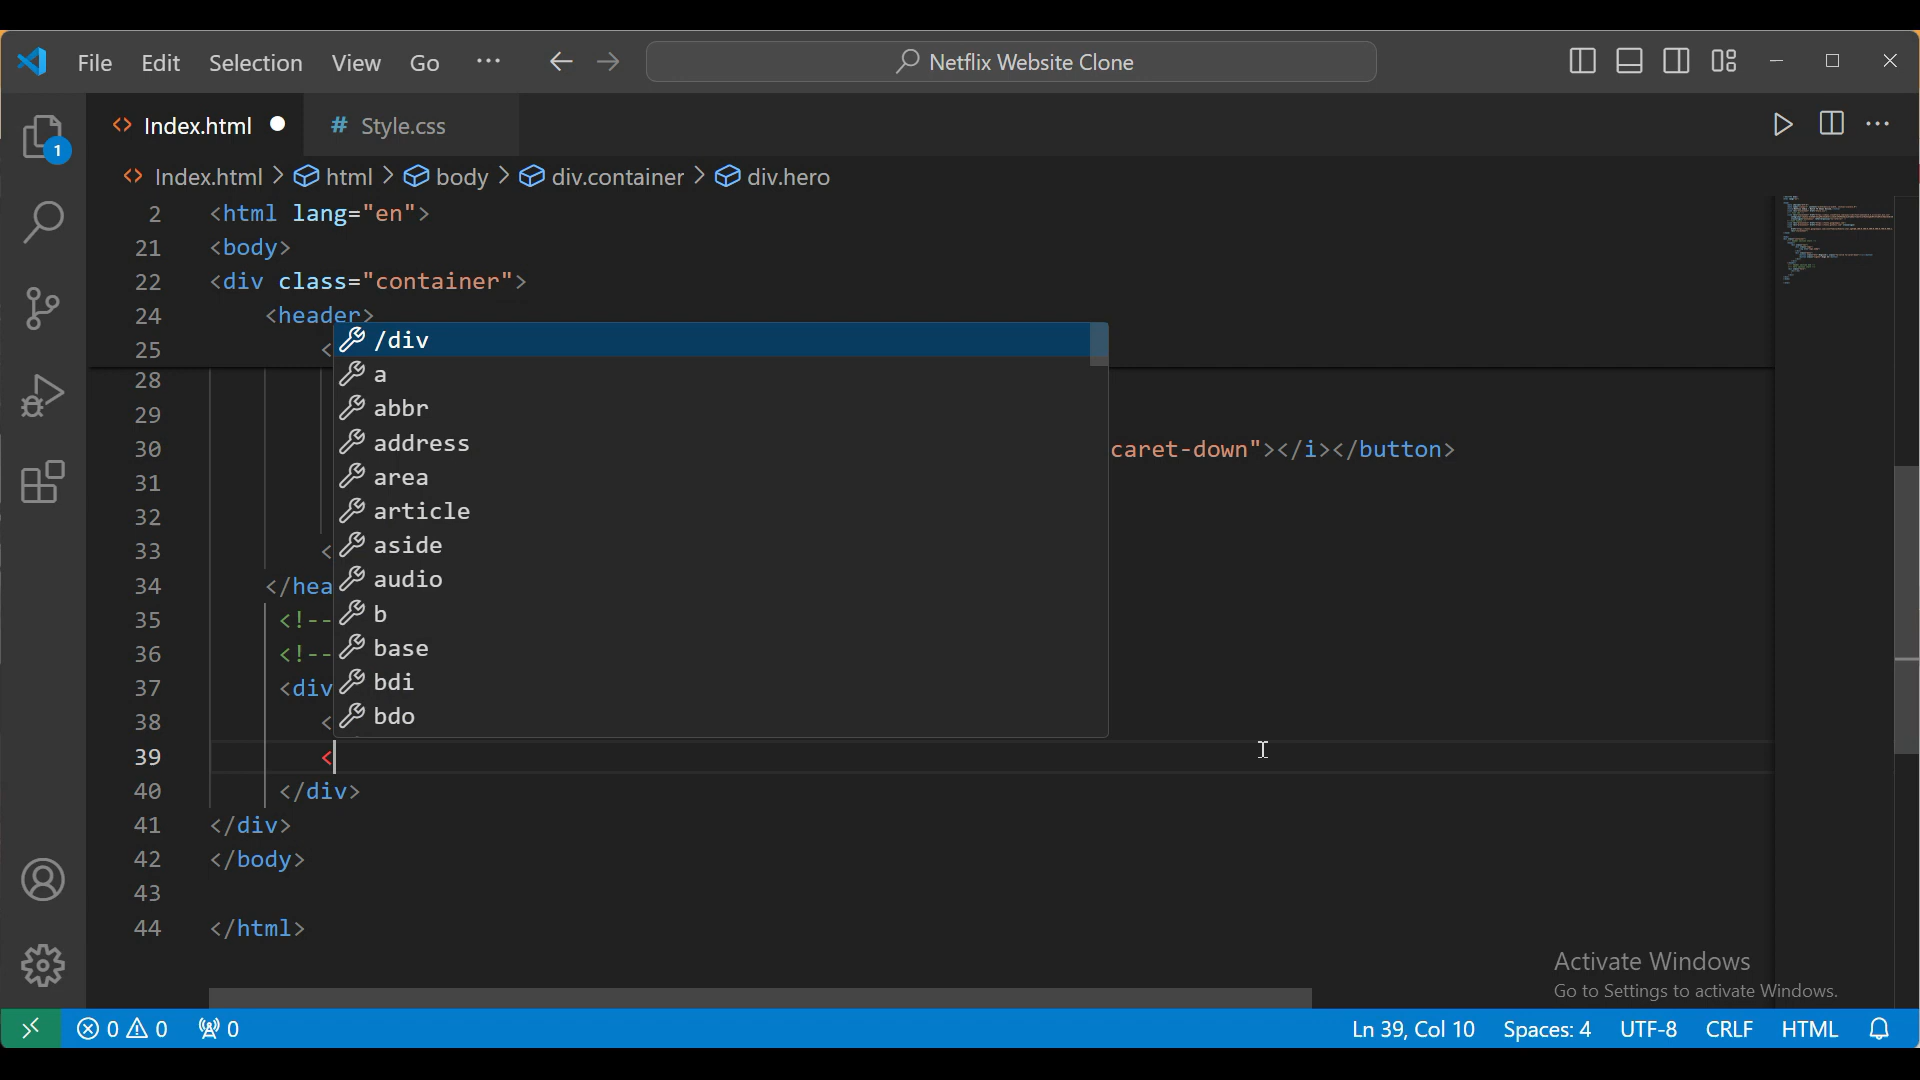 File Edit Selection View Go ··· Netflix Website Clone
Index.html # Style.css
1
Index.html > html > body > div.container > div.hero
2 <html lang="en">
21 <body>
22 <div class="container">
24 <header>
25 <
28
29
30 caret-down"></i></button>
31
32
33 <
34 </hea
35 <!--
36 <!--
37 <div
38 <
39 <
40 </div>
41 </div>
42 </body>
43
44 </html>
/div
a
abbr
address
area
article
aside
audio
b
base
bdi
bdo
Activate Windows
Go to Settings to activate Windows.
0 0 0 Ln 39, Col 10 Spaces: 4 UTF-8 CRLF HTML